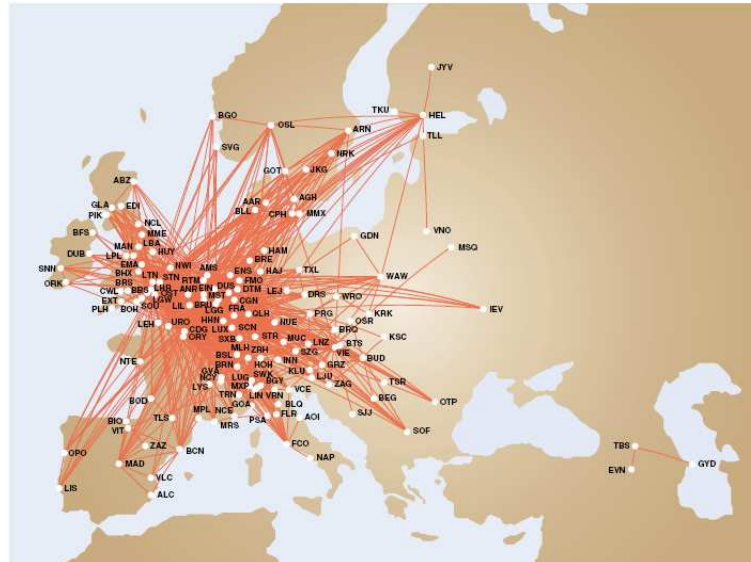 JYV
TKU
HEL
BGO
OSL
ARN
TLL
SVG
NRK
GOT
JKG
ABZ
AAR
AGH
GLA
EDI
BLL
CPH
MMX
PIK
NCL
VNO
BFS
MME
GDN
MAN
LBA
MSQ
DUB
LPL
HUY
HAM
EMA
NWI
AMS
BRE
SNN
BHX
LTN
STN
ENS
HAJ
TXL
WAW
ORK
BRS
LHR
RTM
FMO
CWL
BBS
ANR
EIN
DUS
DTM
LEJ
DRS
WRO
EXT
LGW
OST
MST
CGN
IEV
PLH
BOH
SOU
LIL
BRU
LGG
FRA
QLH
PRG
KRK
HHN
OSR
LEH
URO
LUX
SCN
NUE
BRQ
CDG
KSC
ORY
SXB
STR
MUC
LNZ
BTS
MLH
ZRH
SZG
VIE
NTE
BSL
BUD
BRN
HOH
INN
GRZ
GVA
SWK
KLU
LJU
NCY
LUG
BGY
ZAG
TSR
LYS
MXP
VCE
BOD
TRN
LIN
VRN
BEG
OTP
GOA
BLQ
MPL
NCE
FLR
AOI
SJJ
BIO
TLS
PSA
VIT
MRS
SOF
ZAZ
FCO
TBS
OPO
BCN
NAP
MAD
GYD
EVN
VLC
LIS
ALC